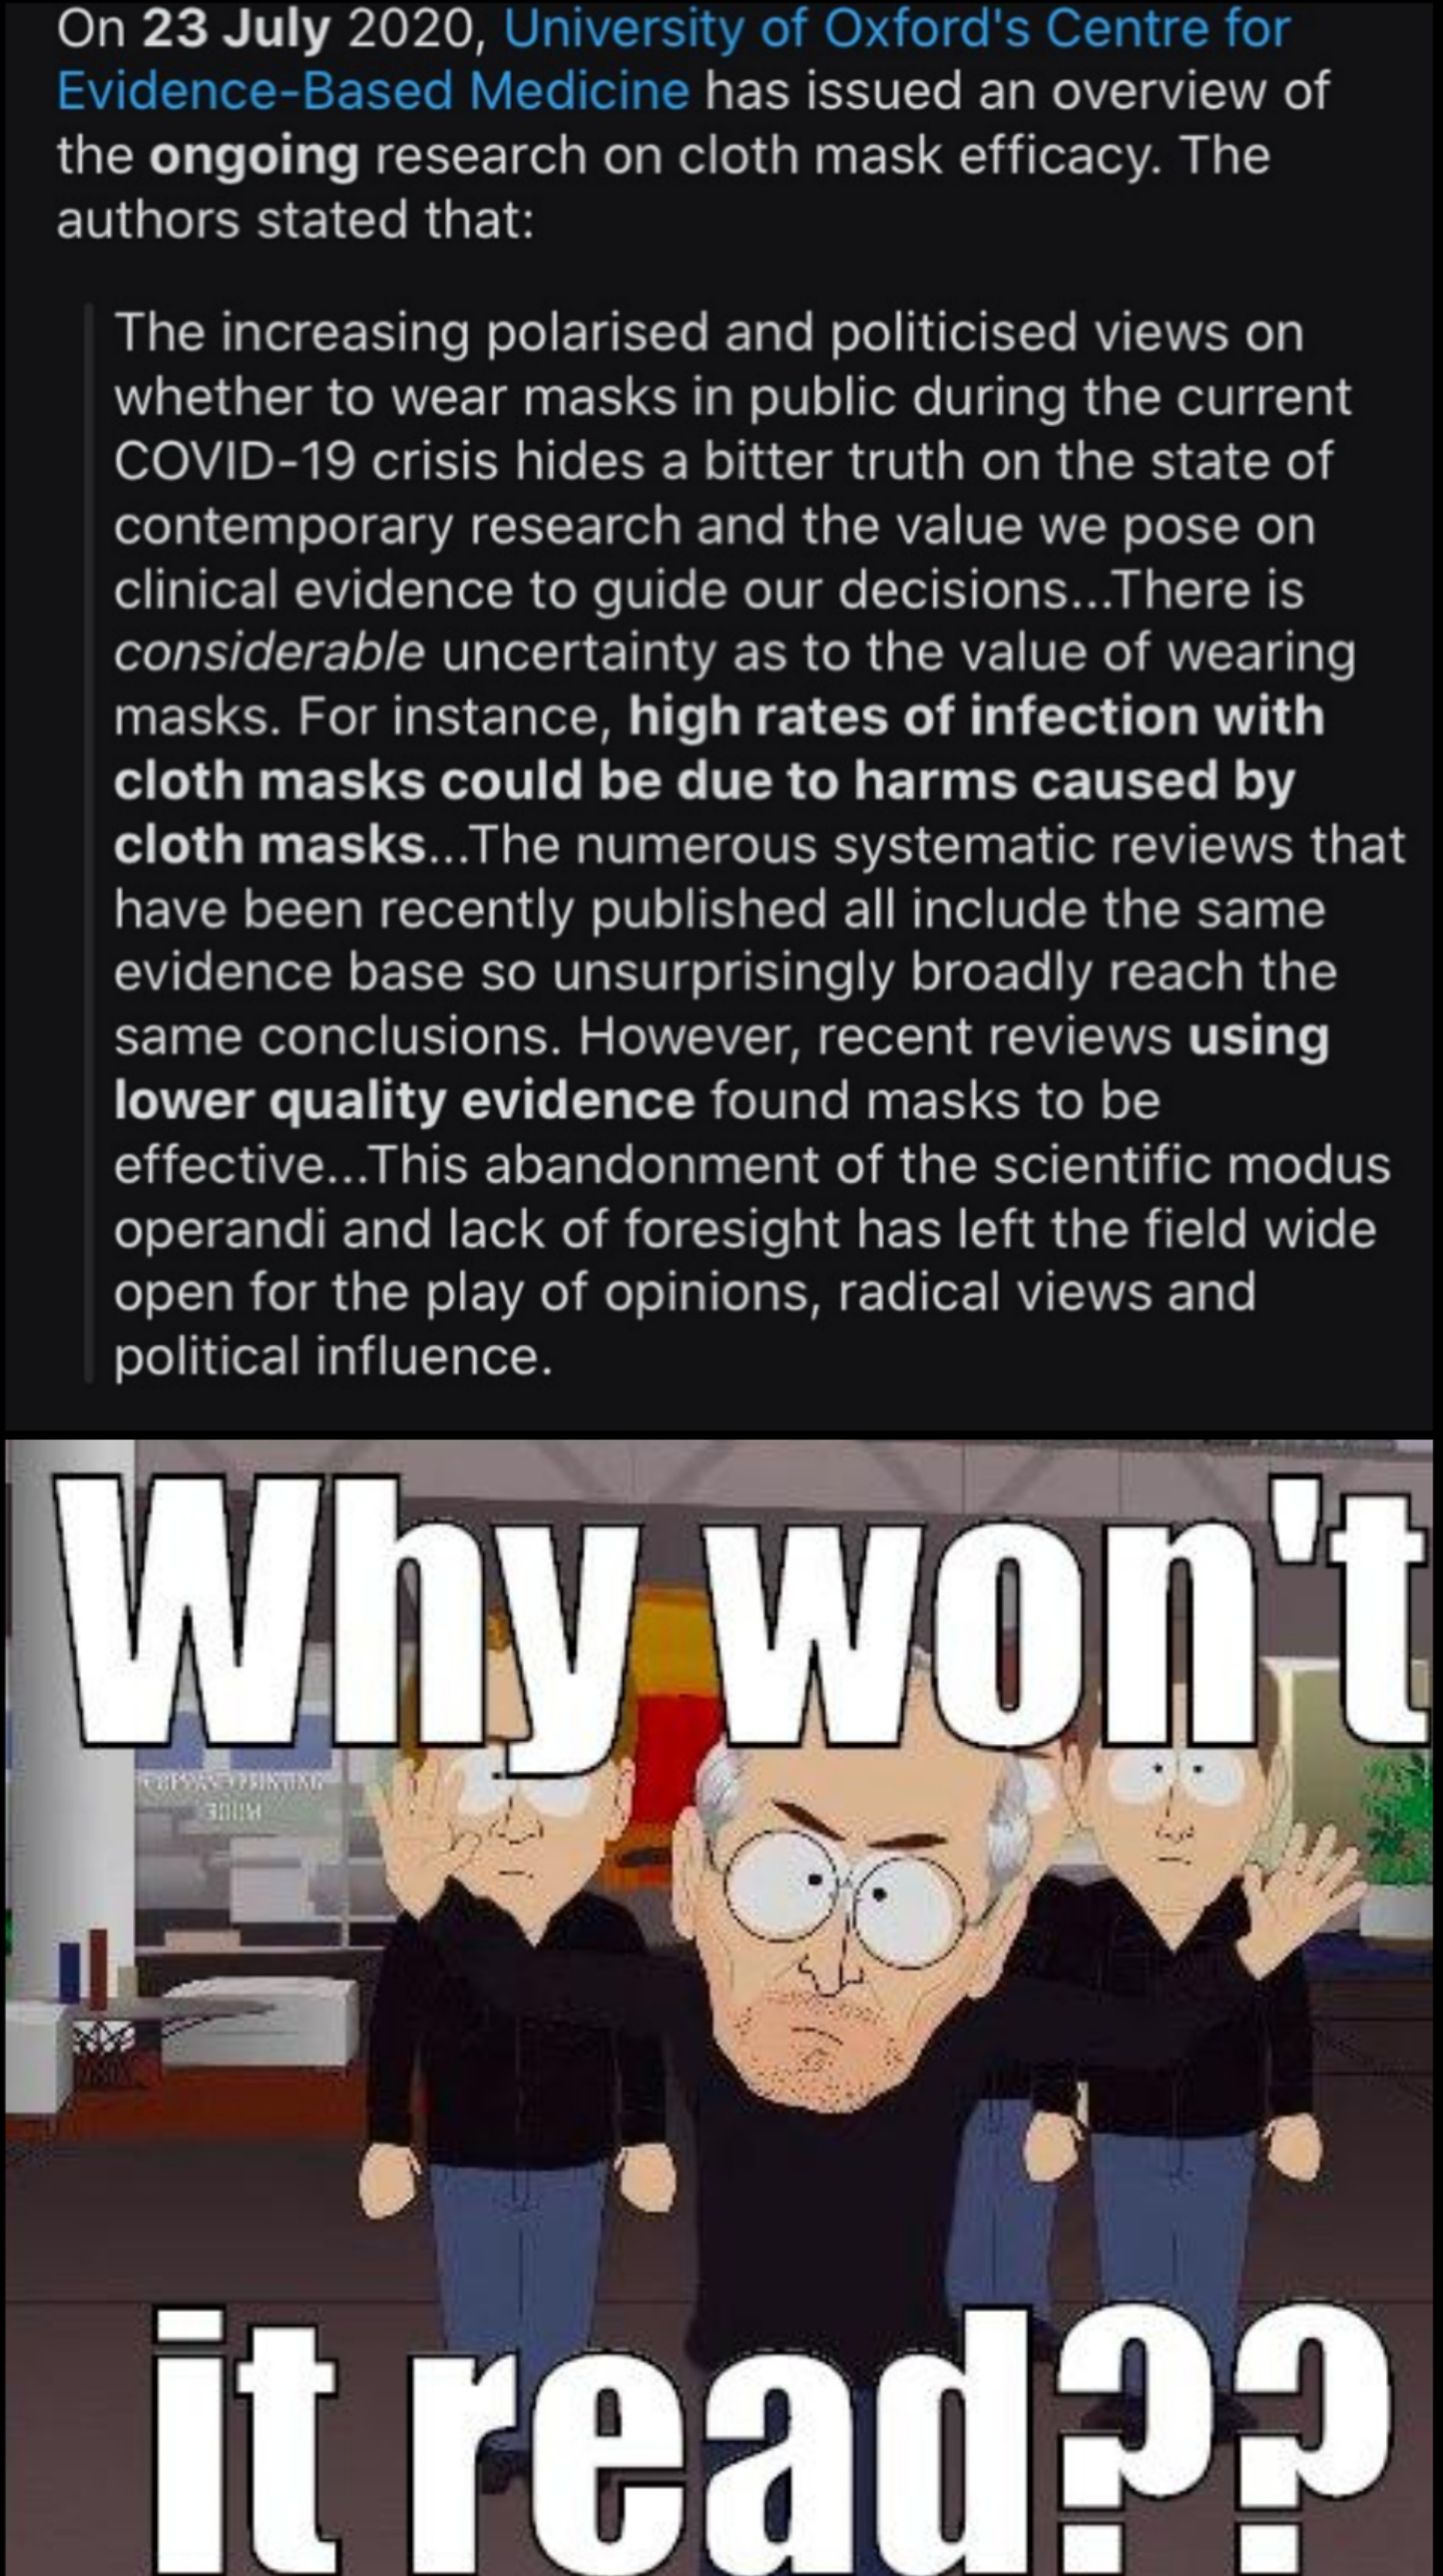 On 23 July 2020, University of Oxford's Centre for
Evidence-Based Medicine has issued an overview of
the ongoing research on cloth mask efficacy. The
authors stated that:
The increasing polarised and politicised views on
whether to wear masks in public during the current
COVID-19 crisis hides a bitter truth on the state of
contemporary research and the value we pose on
clinical evidence to guide our decisions...There is
considerable uncertainty as to the value of wearing
masks. For instance, high rates of infection with
cloth masks could be due to harms caused by
cloth masks...The numerous systematic reviews that
have been recently published all include the same
evidence base so unsurprisingly broadly reach the
same conclusions. However, recent reviews using
lower quality evidence found masks to be
effective...This abandonment of the scientific modus
operandi and lack of foresight has left the field wide
open for the play of opinions, radical views and
political influence.
Why won't
it read??